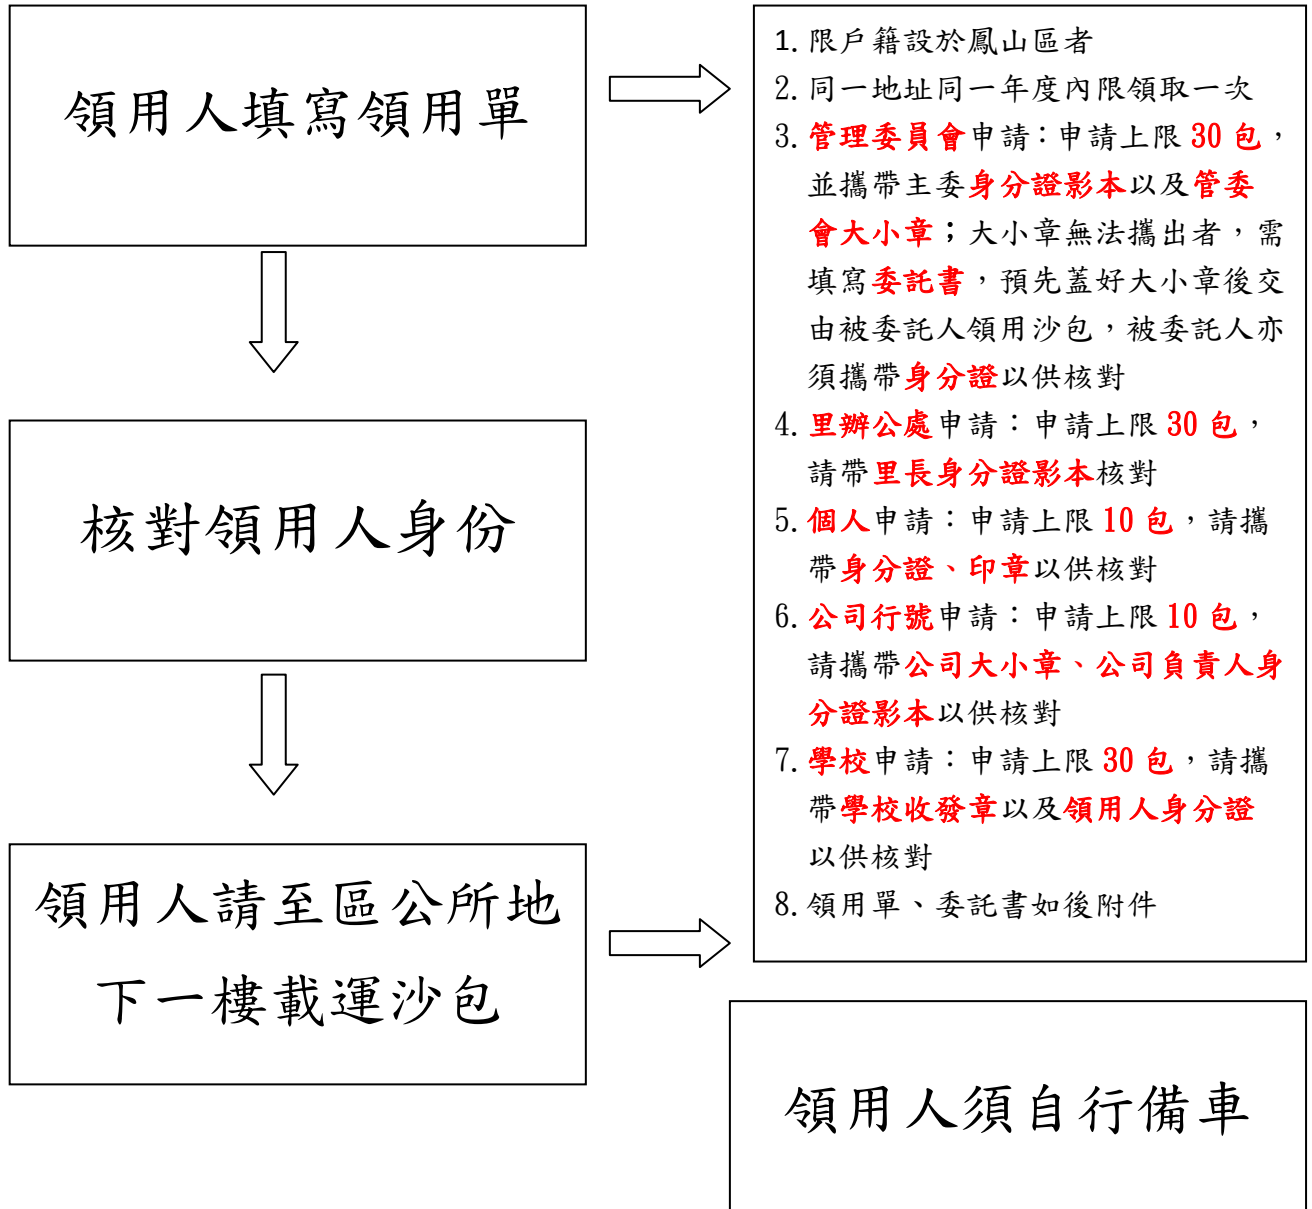 領用人填寫領用單
核對領用人身份
領用人請至區公所地
下一樓載運沙包
1. 限戶籍設於鳳山區者
2. 同一地址同一年度內限領取一次
3. 管理委員會申請：申請上限 30 包，
並攜帶主委身分證影本以及管委
會大小章；大小章無法攜出者，需
填寫委託書，預先蓋好大小章後交
由被委託人領用沙包，被委託人亦
須攜帶身分證以供核對
4. 里辦公處申請：申請上限 30 包，
請帶里長身分證影本核對
5. 個人申請：申請上限 10 包，請攜
帶身分證、印章以供核對
6. 公司行號申請：申請上限 10 包，
請攜帶公司大小章、公司負責人身
分證影本以供核對
7. 學校申請：申請上限 30 包，請攜
帶學校收發章以及領用人身分證
以供核對
8. 領用單、委託書如後附件
領用人須自行備車